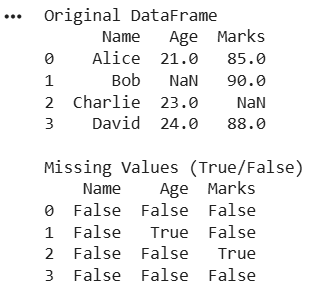 ••• Original DataFrame
      Name   Age  Marks
0    Alice  21.0   85.0
1      Bob   NaN   90.0
2  Charlie  23.0    NaN
3    David  24.0   88.0

Missing Values (True/False)
    Name    Age  Marks
0  False  False  False
1  False   True  False
2  False  False   True
3  False  False  False